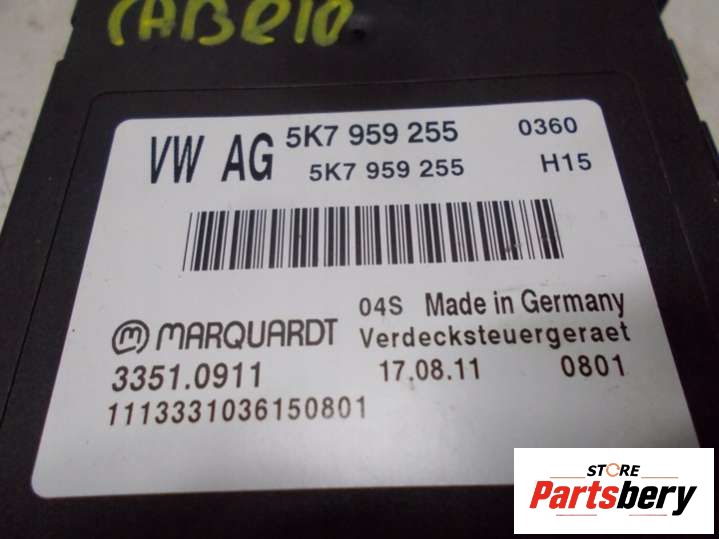 CABRIO
VW AG 5K7 959 255 0360
5K7 959 255 H15
04S Made in Germany
MARQUARDT Verdecksteuergeraet
3351.0911 17.08.11 0801
1113331036150801
STORE
Partsbery